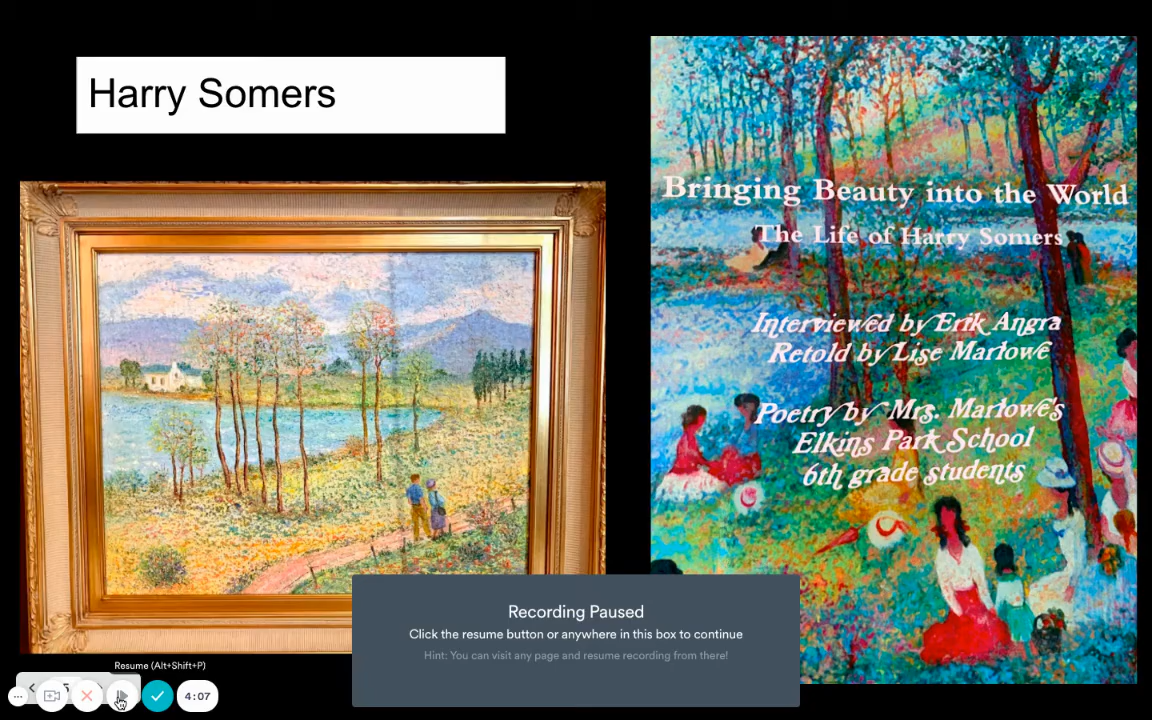 Harry Somers
Bringing Beauty into the World
The Life of Harry Somers
Interviewed by Erik Angra
Retold by Lise Marlowe
Poetry by Mrs. Marlowe's
Elkins Park School
6th grade students
Recording Paused
Click the resume button or anywhere in this box to continue
Hint: You can visit any page and resume recording from there!
Resume (Alt+Shift+P)
5
4:07